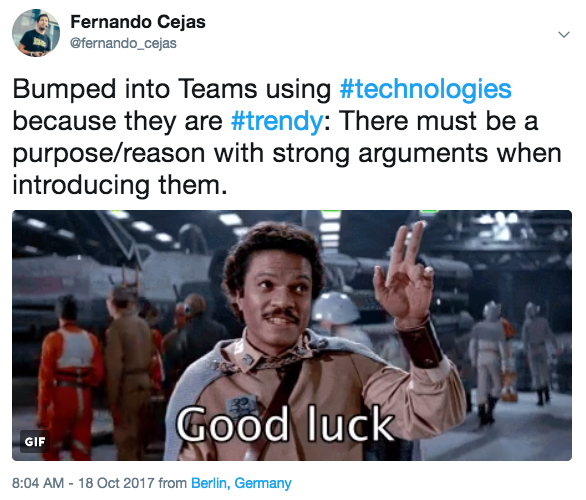 Fernando Cejas
@fernando_cejas
Bumped into Teams using #technologies
because they are #trendy: There must be a
purpose/reason with strong arguments when
introducing them.
Good luck
GIF
8:04 AM - 18 Oct 2017 from Berlin, Germany